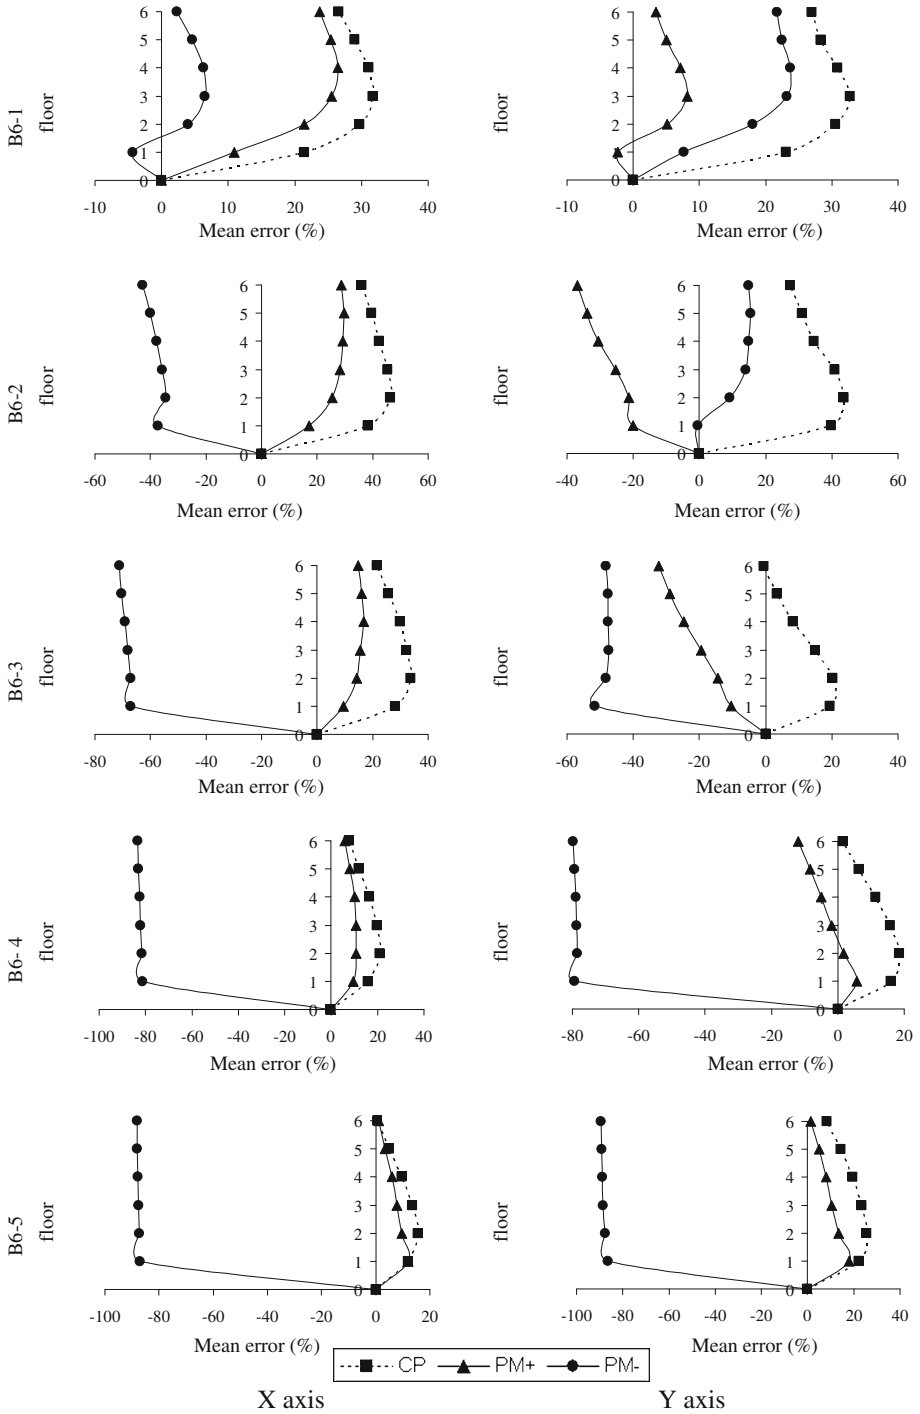 B6-1
floor
6
5
4
3
2
1
0
-10 0 10 20 30 40
Mean error (%)
floor
6
5
4
3
2
1
0
-10 0 10 20 30 40
Mean error (%)
B6-2
floor
6
5
4
3
2
1
0
-60 -40 -20 0 20 40 60
Mean error (%)
floor
6
5
4
3
2
1
0
-40 -20 0 20 40 60
Mean error (%)
B6-3
floor
6
5
4
3
2
1
0
-80 -60 -40 -20 0 20 40
Mean error (%)
floor
6
5
4
3
2
1
0
-60 -40 -20 0 20 40
Mean error (%)
B6- 4
floor
6
5
4
3
2
1
0
-100 -80 -60 -40 -20 0 20 40
Mean error (%)
floor
6
5
4
3
2
1
0
-80 -60 -40 -20 0 20
Mean error (%)
B6-5
floor
6
5
4
3
2
1
0
-100 -80 -60 -40 -20 0 20
Mean error (%)
floor
6
5
4
3
2
1
0
-100 -80 -60 -40 -20 0 20 40
Mean error (%)
CP PM+ PM-
X axis Y axis